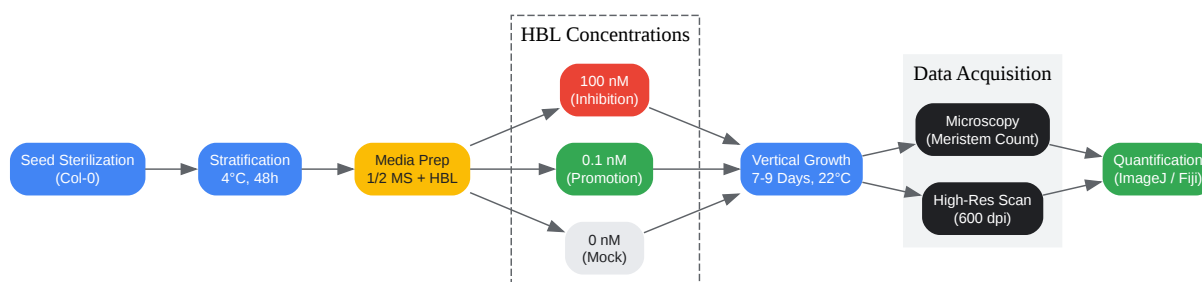 Seed Sterilization
(Col-0)
Stratification
4°C, 48h
Media Prep
1/2 MS + HBL
HBL Concentrations
100 nM
(Inhibition)
0.1 nM
(Promotion)
0 nM
(Mock)
Vertical Growth
7-9 Days, 22°C
Data Acquisition
Microscopy
(Meristem Count)
High-Res Scan
(600 dpi)
Quantification
(ImageJ / Fiji)